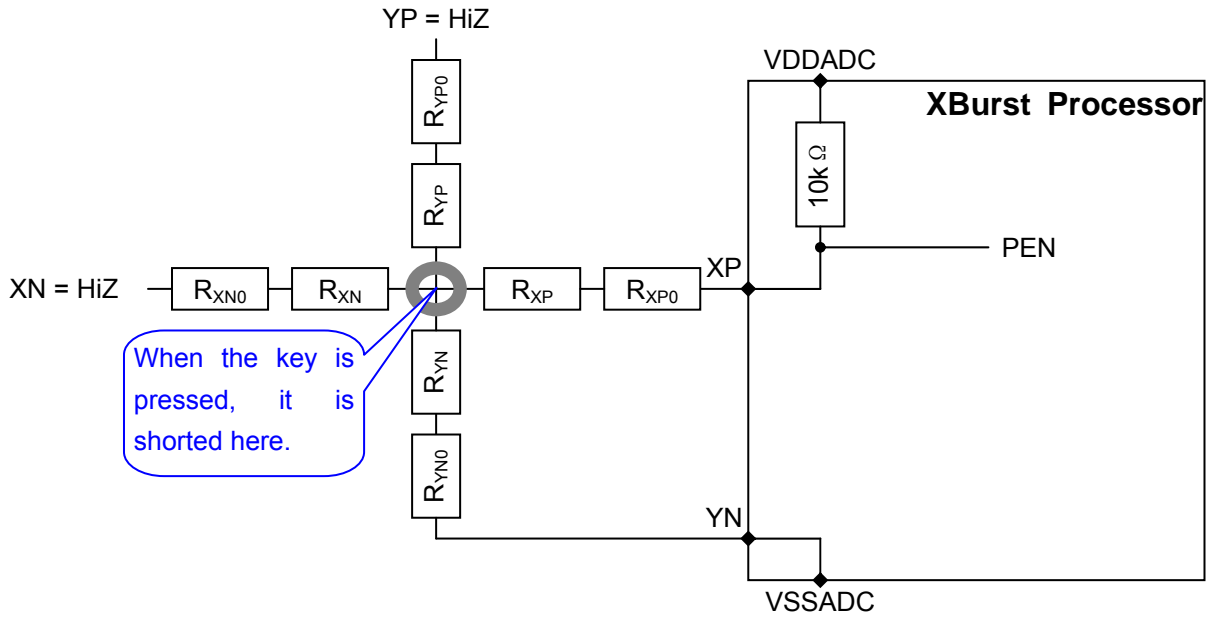 YP = HiZ
VDDADC
XBurst Processor
RYP0
10k Ω
RYP
PEN
XP
XN = HiZ
RXN0
RXN
RXP
RXP0
When the key is
pressed, it is
shorted here.
RYN
RYN0
YN
VSSADC